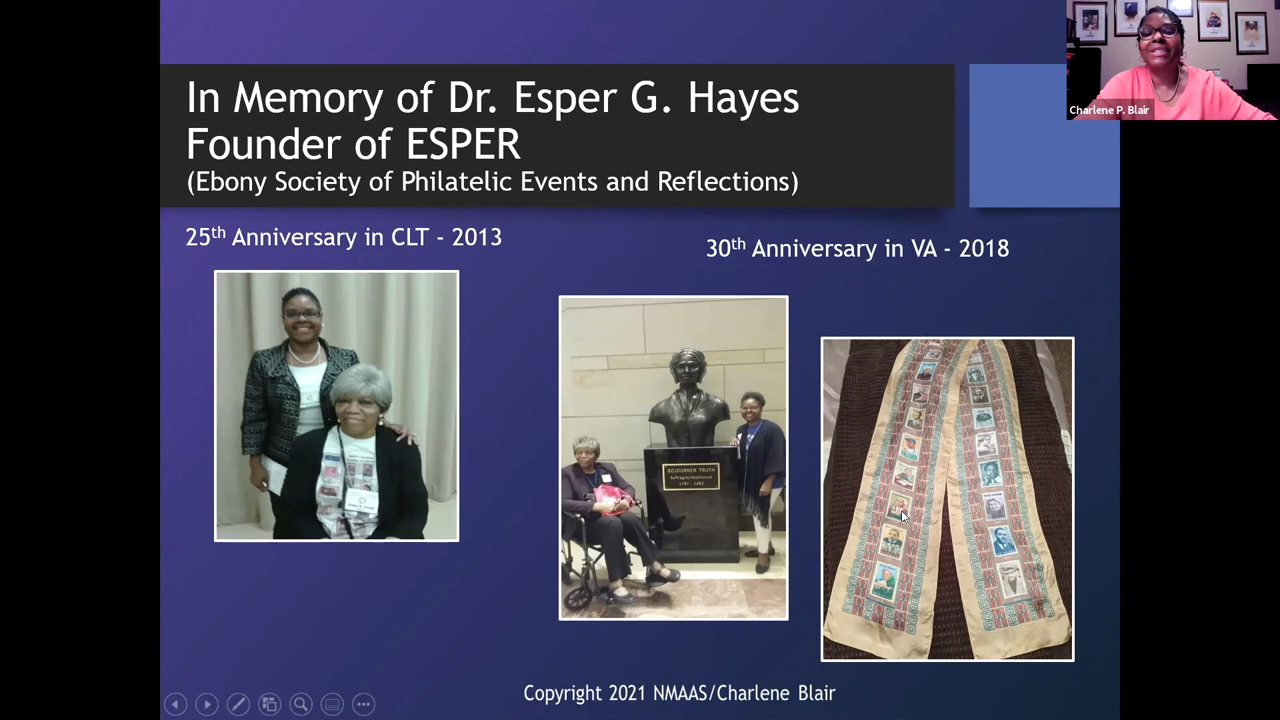 In Memory of Dr. Esper G. Hayes
Founder of ESPER
(Ebony Society of Philatelic Events and Reflections)
Charlene P. Blair
25th Anniversary in CLT - 2013
30th Anniversary in VA - 2018
SOJOURNER TRUTH
Copyright 2021 NMAAS/Charlene Blair